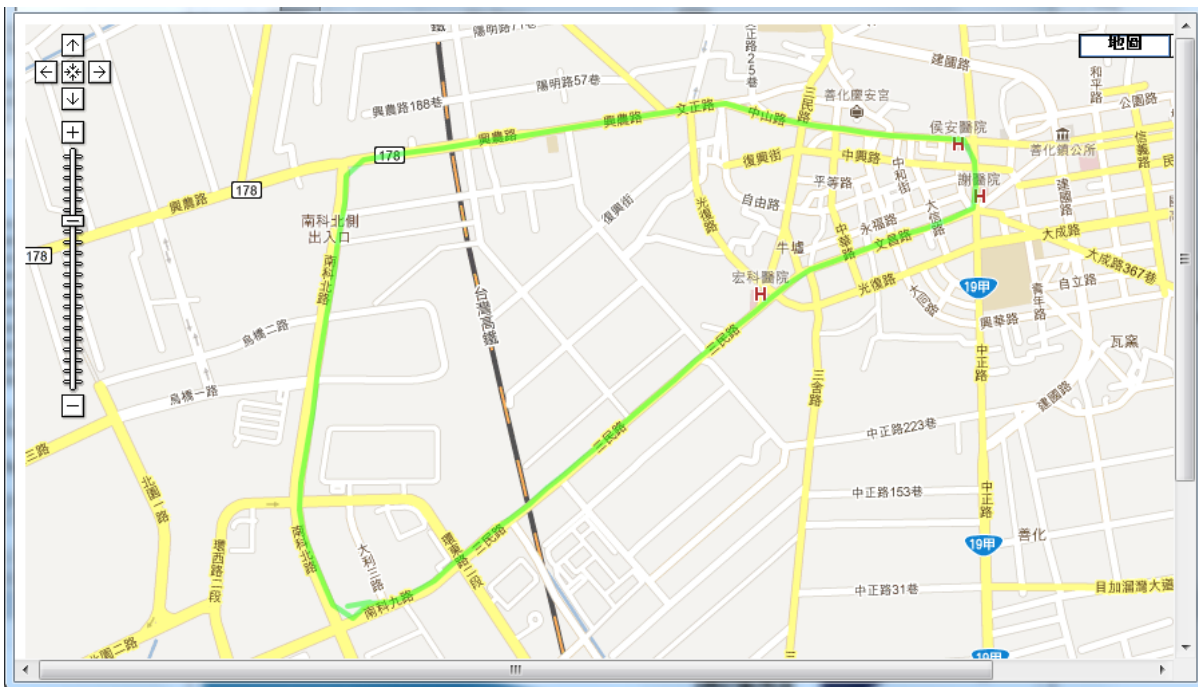 鐵
陽明路71巷
中正路25巷
地圖
建國路
和平路
陽明路57巷
三民路
善化慶安宮
公園路
興農路188巷
文正路
興農路
中山路
侯安醫院
善化鎮公所
信義路
興農路
178
復興街
中興路
中和街
謝醫院
民
178
興農路
平等路
建國路
自由路
大信路
復興街
光復路
永福路
南科北側
出入口
中華路
文昌路
大成路
牛墟
178
南科北路
宏科醫院
光復路
大成路367巷
19甲
大同路
青年路
自立路
台灣高鐵
烏橋二路
興華路
三民路
中正路
瓦窯
三舍路
烏橋一路
建國路
三民路
中正路223巷
三路
北園一路
中正路153巷
中正路
南科北路
環東路二段
三民路
19甲
善化
大利三路
環西路二段
中正路31巷
目加溜灣大道
南科九路
北園二路
19甲